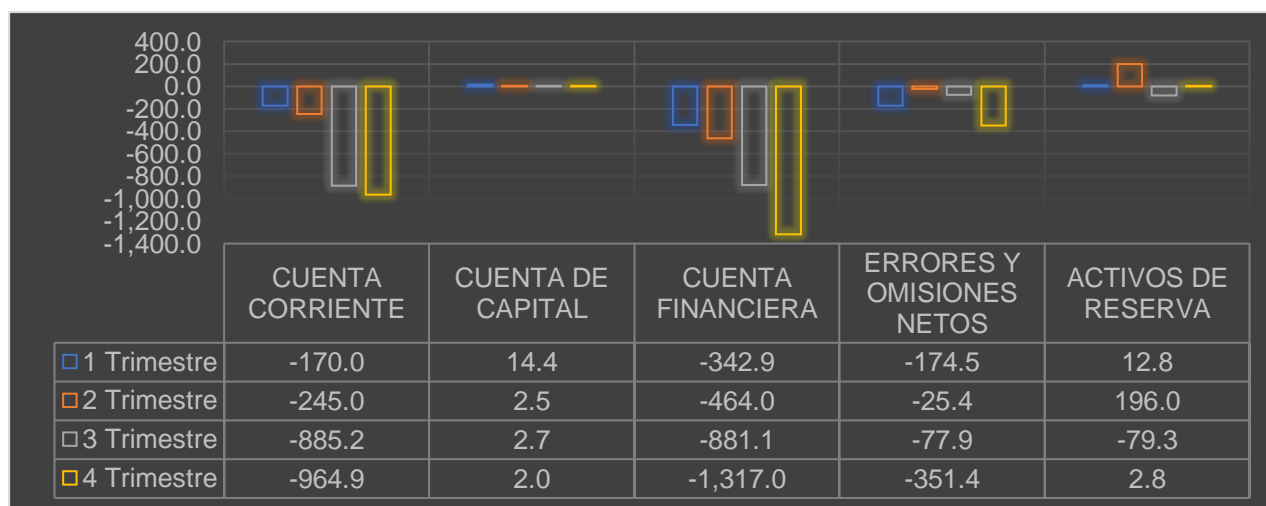 400.0
200.0
0.0
-200.0
-400.0
-600.0
-800.0
-1,000.0
-1,200.0
-1,400.0
CUENTA CORRIENTE
CUENTA DE CAPITAL
CUENTA FINANCIERA
ERRORES Y OMISIONES NETOS
ACTIVOS DE RESERVA
1 Trimestre -170.0 14.4 -342.9 -174.5 12.8
2 Trimestre -245.0 2.5 -464.0 -25.4 196.0
3 Trimestre -885.2 2.7 -881.1 -77.9 -79.3
4 Trimestre -964.9 2.0 -1,317.0 -351.4 2.8